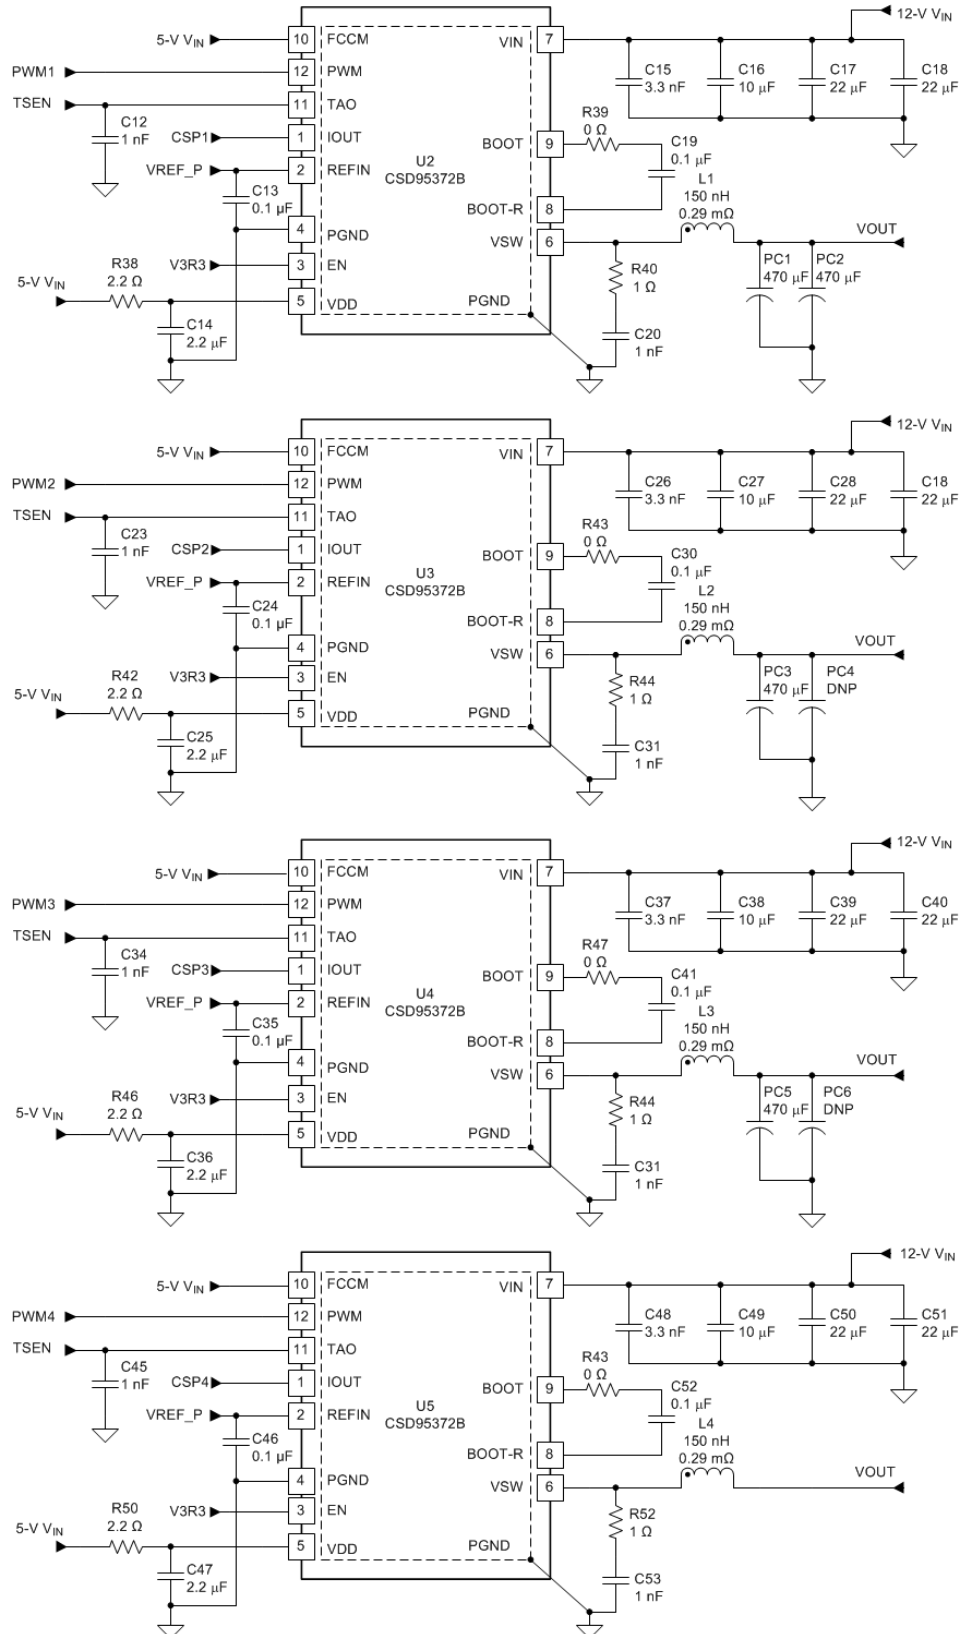 12-V VIN
5-V VIN
10
FCCM
VIN
7
PWM1
12
PWM
TSEN
11
TAO
C12
1 nF
CSP1
1
IOUT
VREF_P
2
REFIN
C13
0.1 µF
4
PGND
V3R3
3
EN
5-V VIN
R38
2.2 Ω
5
VDD
C14
2.2 µF
U2
CSD95372B
PGND
C15
3.3 nF
C16
10 µF
C17
22 µF
C18
22 µF
BOOT
9
R39
0 Ω
C19
0.1 µF
BOOT-R
8
L1
150 nH
0.29 mΩ
VSW
6
VOUT
R40
1 Ω
C20
1 nF
PC1
470 µF
PC2
470 µF
12-V VIN
5-V VIN
10
FCCM
VIN
7
PWM2
12
PWM
TSEN
11
TAO
C23
1 nF
CSP2
1
IOUT
VREF_P
2
REFIN
C24
0.1 µF
4
PGND
V3R3
3
EN
5-V VIN
R42
2.2 Ω
5
VDD
C25
2.2 µF
U3
CSD95372B
PGND
C26
3.3 nF
C27
10 µF
C28
22 µF
C18
22 µF
BOOT
9
R43
0 Ω
C30
0.1 µF
BOOT-R
8
L2
150 nH
0.29 mΩ
VSW
6
VOUT
R44
1 Ω
C31
1 nF
PC3
470 µF
PC4
DNP
12-V VIN
5-V VIN
10
FCCM
VIN
7
PWM3
12
PWM
TSEN
11
TAO
C34
1 nF
CSP3
1
IOUT
VREF_P
2
REFIN
C35
0.1 µF
4
PGND
V3R3
3
EN
5-V VIN
R46
2.2 Ω
5
VDD
C36
2.2 µF
U4
CSD95372B
PGND
C37
3.3 nF
C38
10 µF
C39
22 µF
C40
22 µF
BOOT
9
R47
0 Ω
C41
0.1 µF
BOOT-R
8
L3
150 nH
0.29 mΩ
VSW
6
VOUT
R44
1 Ω
C31
1 nF
PC5
470 µF
PC6
DNP
12-V VIN
5-V VIN
10
FCCM
VIN
7
PWM4
12
PWM
TSEN
11
TAO
C45
1 nF
CSP4
1
IOUT
VREF_P
2
REFIN
C46
0.1 µF
4
PGND
V3R3
3
EN
5-V VIN
R50
2.2 Ω
5
VDD
C47
2.2 µF
U5
CSD95372B
PGND
C48
3.3 nF
C49
10 µF
C50
22 µF
C51
22 µF
BOOT
9
R43
0 Ω
C52
0.1 µF
BOOT-R
8
L4
150 nH
0.29 mΩ
VSW
6
VOUT
R52
1 Ω
C53
1 nF